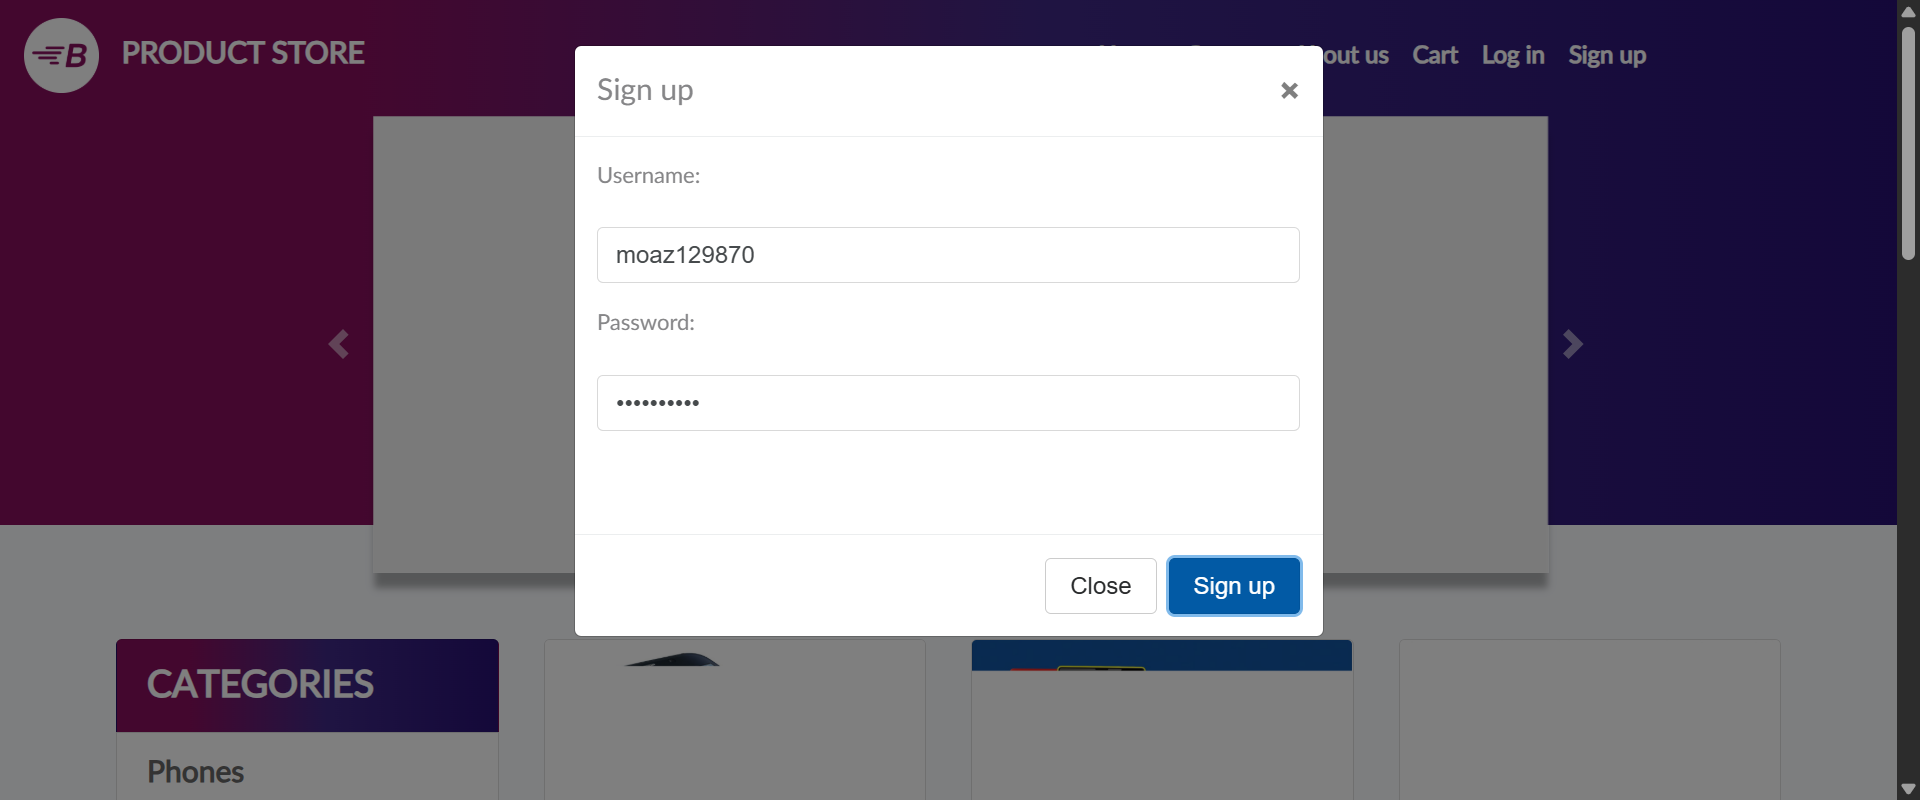 B PRODUCT STORE
out us Cart Log in Sign up
Sign up
×
Username:
moaz129870
Password:
••••••••••
Close Sign up
CATEGORIES
Phones